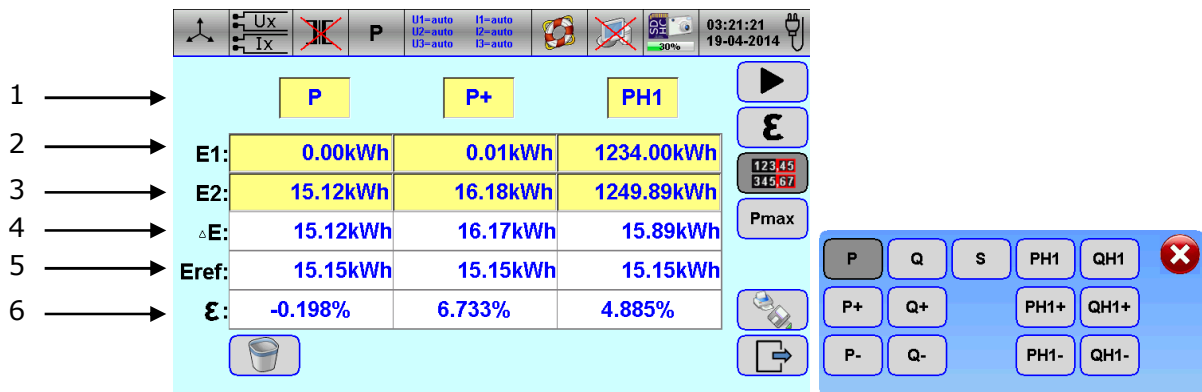 Ux
Ix
P
U1=auto I1=auto
U2=auto I2=auto
U3=auto I3=auto
SD
HC
30%
03:21:21
19-04-2014
1
P P+ PH1
ε
2
E1: 0.00kWh 0.01kWh 1234.00kWh
123 45
345,67
3
E2: 15.12kWh 16.18kWh 1249.89kWh
4
△E: 15.12kWh 16.17kWh 15.89kWh
Pmax
5
Eref: 15.15kWh 15.15kWh 15.15kWh
6
ε: -0.198% 6.733% 4.885%
P Q S PH1 QH1
P+ Q+ PH1+ QH1+
P- Q- PH1- QH1-